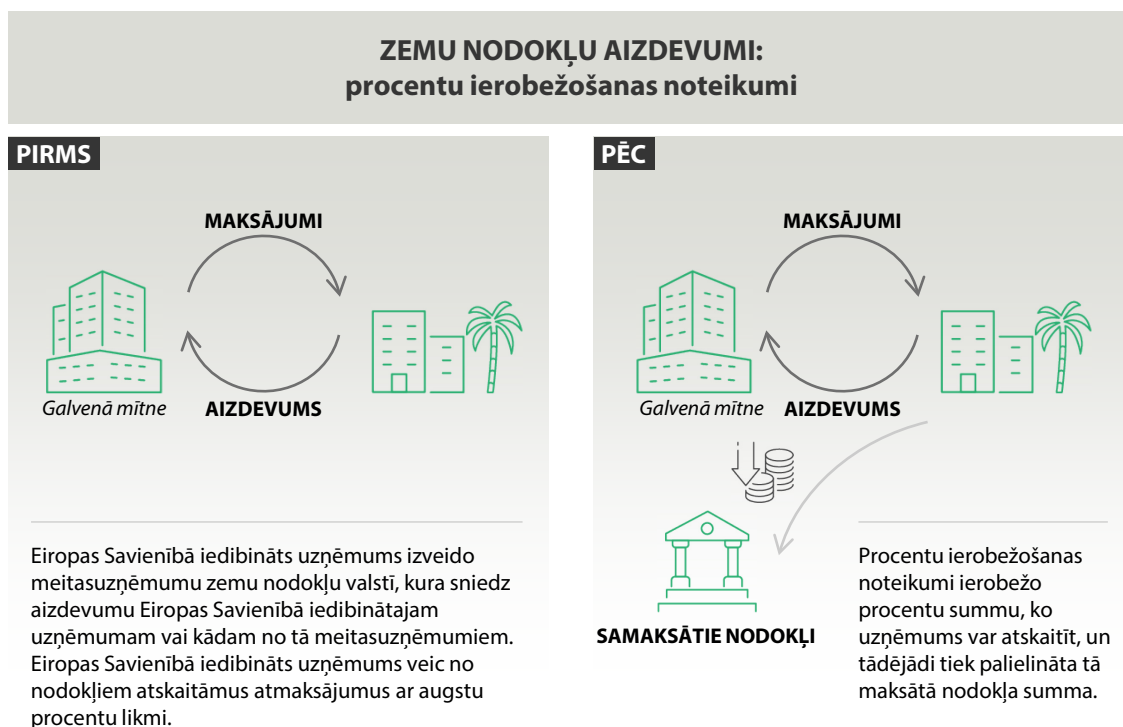 ZEMU NODOKĻU AIZDEVUMI:
procentu ierobežošanas noteikumi
PIRMS
MAKSĀJUMI
Galvenā mītne
AIZDEVUMS
Eiropas Savienībā iedibināts uzņēmums izveido
meitasuzņēmumu zemu nodokļu valstī, kura sniedz
aizdevumu Eiropas Savienībā iedibinātajam
uzņēmumam vai kādam no tā meitasuzņēmumiem.
Eiropas Savienībā iedibināts uzņēmums veic no
nodokļiem atskaitāmus atmaksājumus ar augstu
procentu likmi.
PĒC
MAKSĀJUMI
Galvenā mītne
AIZDEVUMS
SAMAKSĀTIE NODOKĻI
Procentu ierobežošanas
noteikumi ierobežo
procentu summu, ko
uzņēmums var atskaitīt, un
tādējādi tiek palielināta tā
maksātā nodokļa summa.